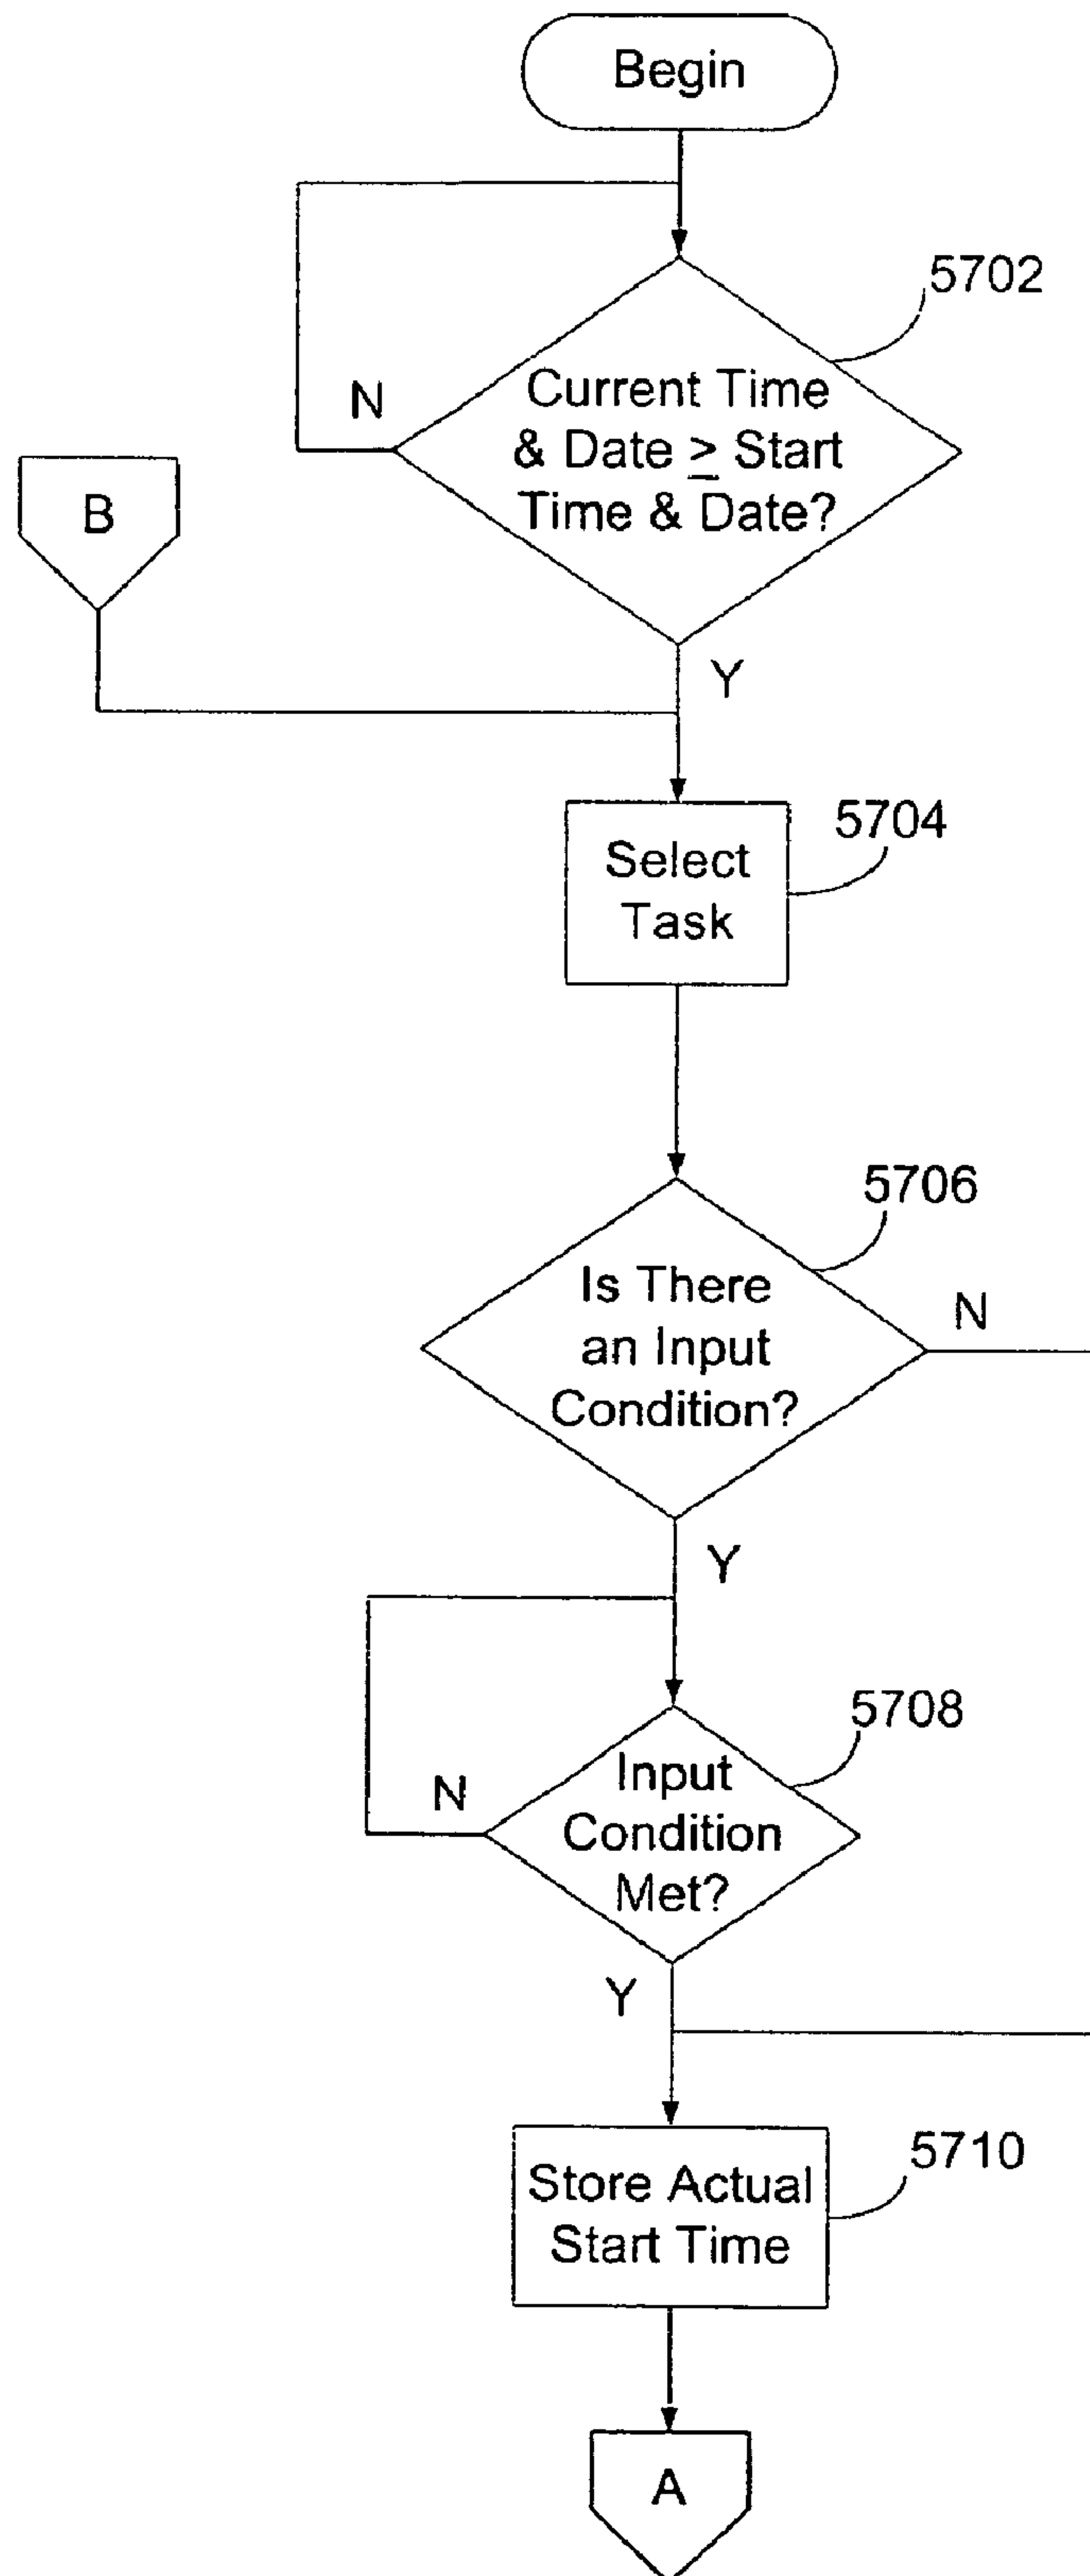 Begin
5702
N
Current Time
& Date ≥ Start
Time & Date?
B
Y
5704
Select
Task
5706
Is There
an Input
Condition?
N
Y
5708
Input
Condition
Met?
N
Y
5710
Store Actual
Start Time
A